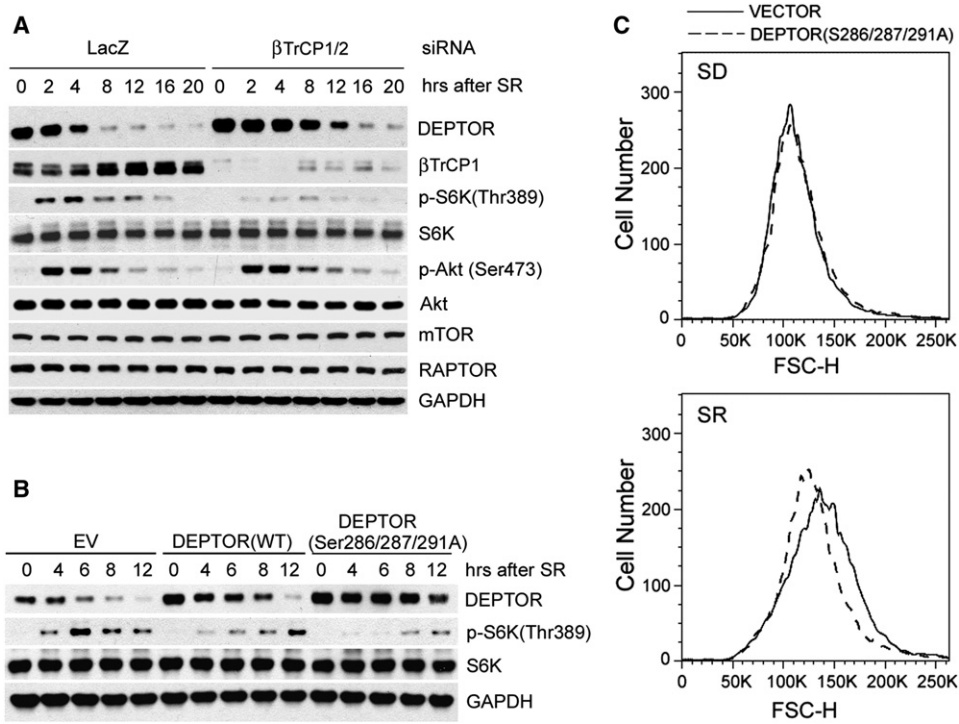 A
LacZ βTrCP1/2 siRNA
0 2 4 8 12 16 20 0 2 4 8 12 16 20 hrs after SR
DEPTOR
βTrCP1
p-S6K(Thr389)
S6K
p-Akt (Ser473)
Akt
mTOR
RAPTOR
GAPDH
B
EV DEPTOR(WT) DEPTOR
(Ser286/287/291A)
0 4 6 8 12 0 4 6 8 12 0 4 6 8 12 hrs after SR
DEPTOR
p-S6K(Thr389)
S6K
GAPDH
C
VECTOR
DEPTOR(S286/287/291A)
SD
300
200
100
0
Cell Number
0 50K 100K 150K 200K 250K
FSC-H
SR
300
200
100
0
Cell Number
0 50K 100K 150K 200K 250K
FSC-H